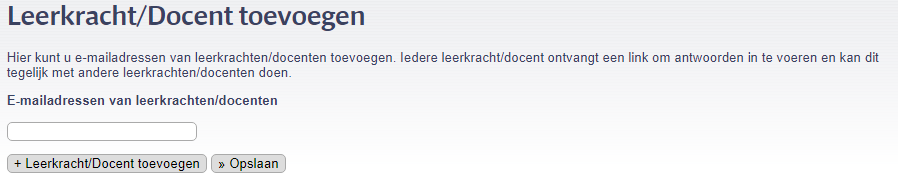 Leerkracht/Docent toevoegen
Hier kunt u e-mailadressen van leerkrachten/docenten toevoegen. Iedere leerkracht/docent ontvangt een link om antwoorden in te voeren en kan dit
tegelijk met andere leerkrachten/docenten doen.
E-mailadressen van leerkrachten/docenten
+ Leerkracht/Docent toevoegen » Opslaan